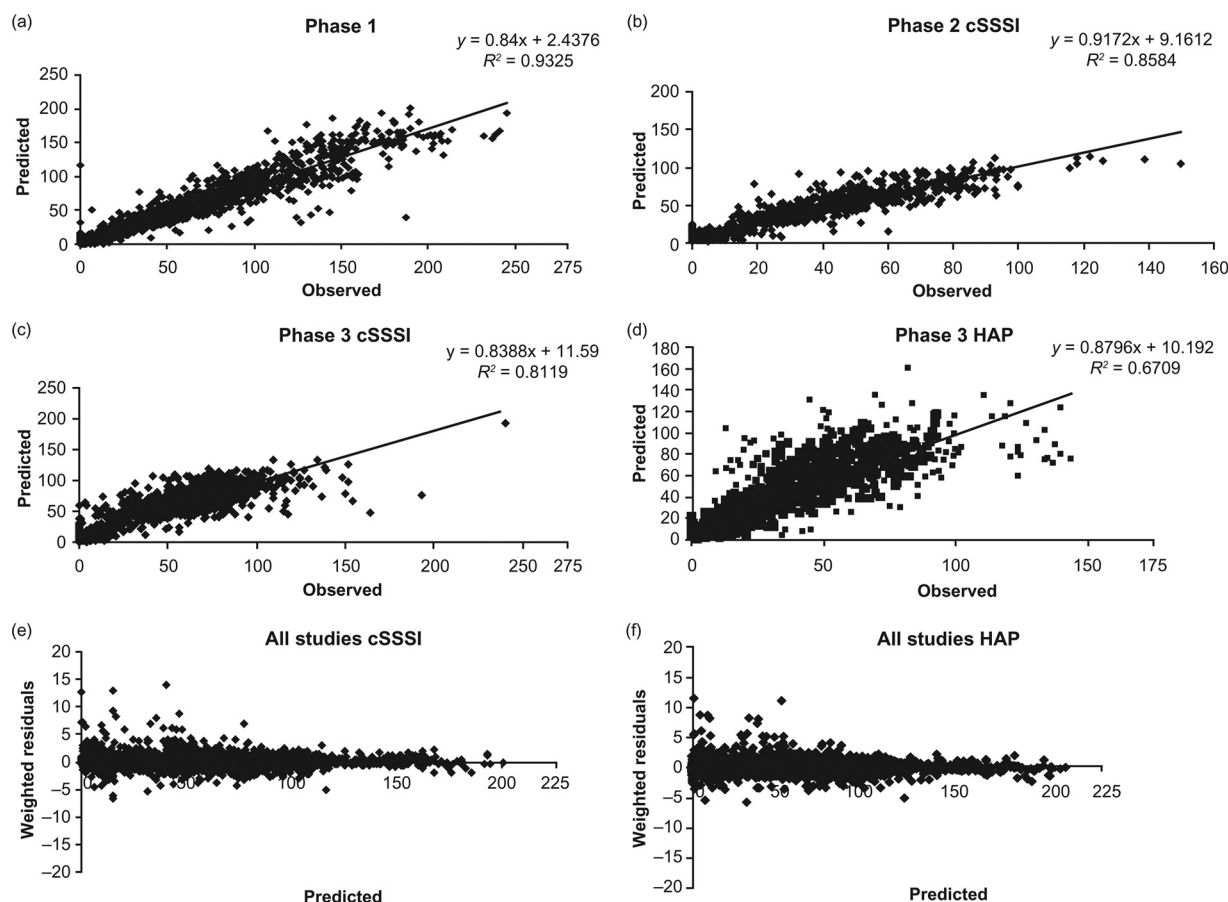 (a)
Phase 1
y = 0.84x + 2.4376
R² = 0.9325
250
200
150
100
50
0
Predicted
0 50 100 150 200 250 275
Observed
(b)
Phase 2 cSSSI
y = 0.9172x + 9.1612
R² = 0.8584
200
150
100
50
0
Predicted
0 20 40 60 80 100 120 140 160
Observed
(c)
Phase 3 cSSSI
y = 0.8388x + 11.59
R² = 0.8119
250
200
150
100
50
0
Predicted
0 50 100 150 200 250 275
Observed
(d)
Phase 3 HAP
y = 0.8796x + 10.192
R² = 0.6709
180
160
140
120
100
80
60
40
20
0
Predicted
0 50 100 175
Observed
(e)
All studies cSSSI
20
15
10
5
0
–5
–10
–15
–20
Weighted residuals
0 50 100 150 200 225
Predicted
(f)
All studies HAP
20
15
10
5
0
–5
–10
–15
–20
Weighted residuals
0 50 100 150 200 225
Predicted